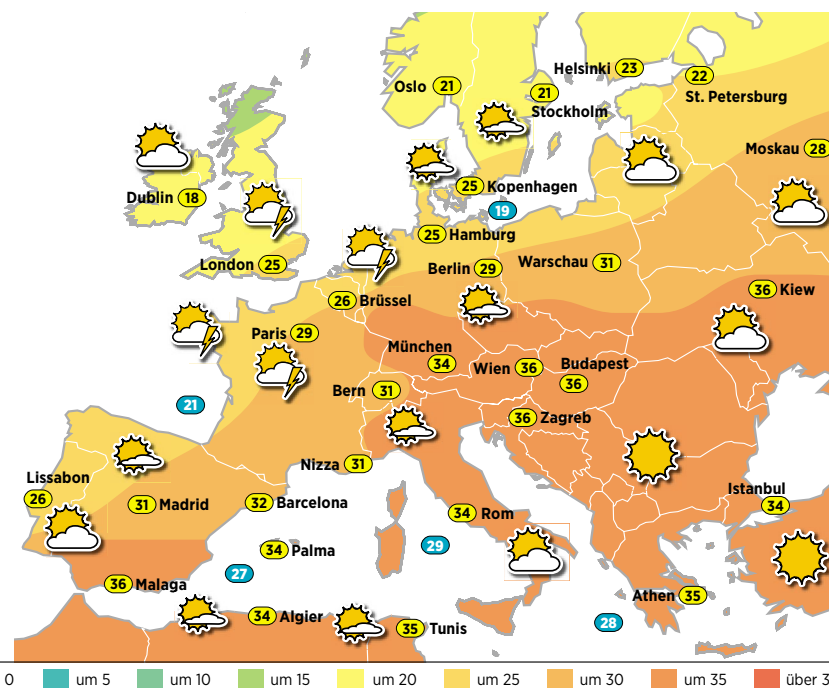 Helsinki 23
22
Oslo 21
21
St. Petersburg
Stockholm
Moskau 28
25 Kopenhagen
Dublin 18
19
25 Hamburg
London 25
Berlin 29
Warschau 31
36 Kiew
26 Brüssel
Paris 29
München
34
Wien 36
Budapest
36
Bern 31
21
36 Zagreb
Nizza 31
Lissabon
26
31 Madrid
32 Barcelona
Istanbul
34
34 Rom
29
34 Palma
27
36 Malaga
Athen 35
34 Algier
35 Tunis
28
0 um 5 um 10 um 15 um 20 um 25 um 30 um 35 über 3